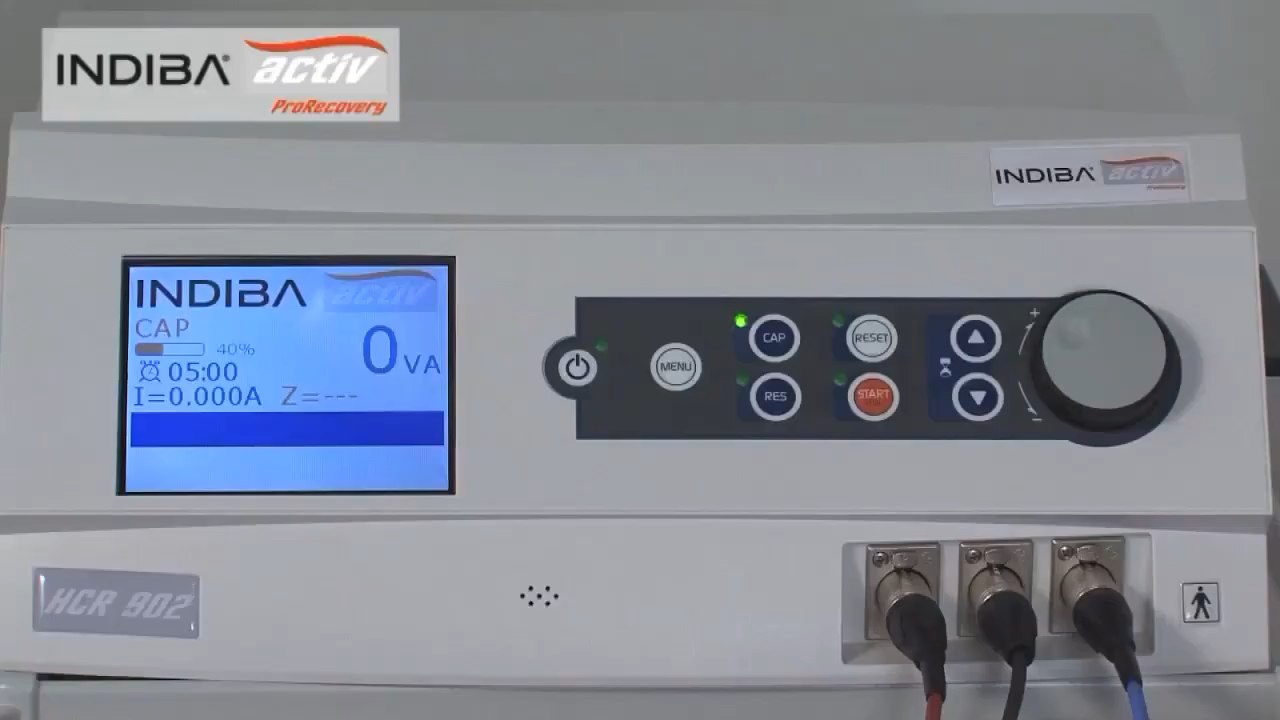 INDIBA® activ
ProRecovery
INDIBA activ
ProRecovery
INDIBA activ
CAP
40%
0 VA
05:00
I=0.000A Z=---
MENU
CAP
RESET
RES
START
+
−
HCR 902